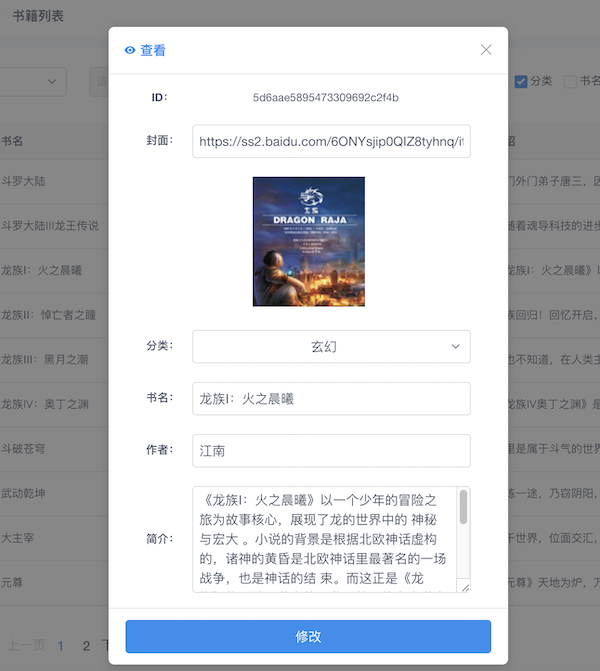 书籍列表
查看
分类
书名
ID：
5d6aae5895473309692c2f4b
封面：
https://ss2.baidu.com/6ONYsjip0QIZ8tyhnq/it
书名
斗罗大陆
门外门弟子唐三，因
龙族
DRAGON RAJA
斗罗大陆III龙王传说
随着魂导科技的进步
龙族I：火之晨曦
龙族I：火之晨曦》以
龙族II：悼亡者之瞳
族回归！回忆开启，
分类：
玄幻
龙族III：黑月之潮
也不知道，在人类主
书名：
龙族I：火之晨曦
龙族IV：奥丁之渊
龙族IV奥丁之渊》是
作者：
江南
斗破苍穹
里是属于斗气的世界
武动乾坤
炼一途，乃窃阴阳，
简介：
《龙族I：火之晨曦》以一个少年的冒险之
旅为故事核心，展现了龙的世界中的 神秘
与宏大 。小说的背景是根据北欧神话虚构
的，诸神的黄昏是北欧神话里最著名的一场
战争，也是神话的结 束。而这正是《龙
大主宰
千世界，位面交汇，
元尊
元尊》天地为炉，万
上一页
1
2
修改